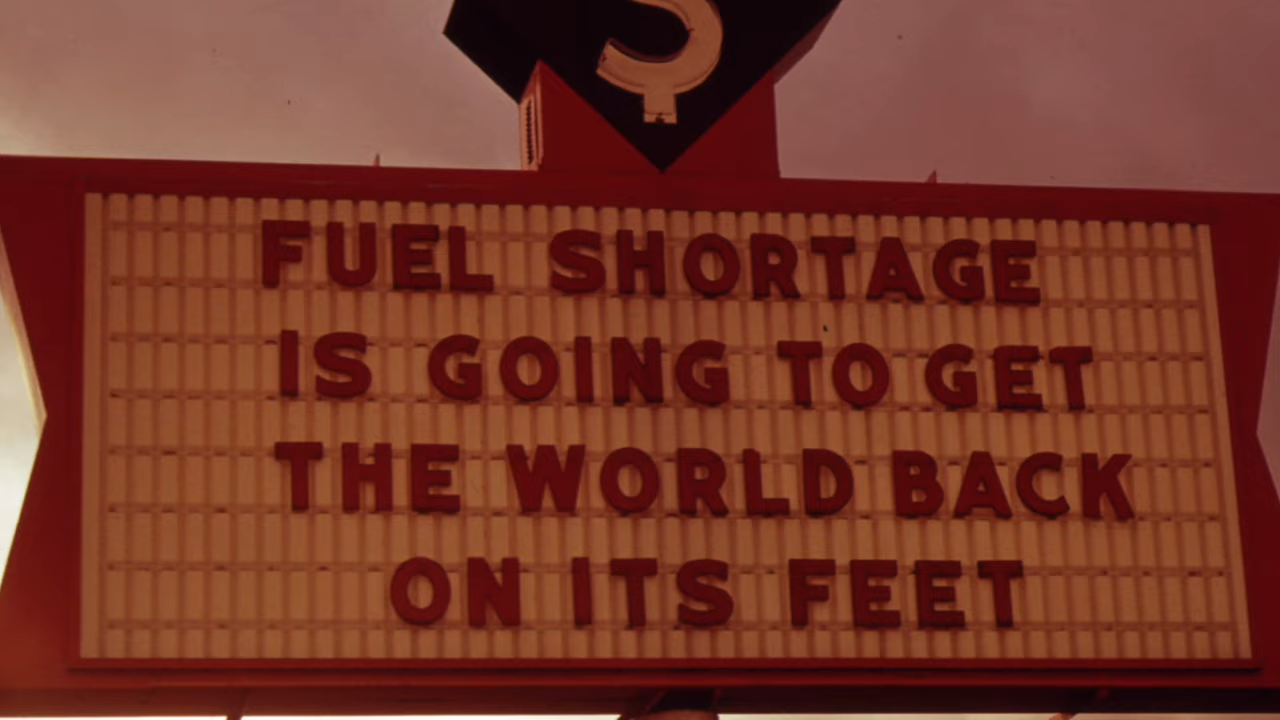 FUEL SHORTAGE
IS GOING TO GET
THE WORLD BACK
ON ITS FEET